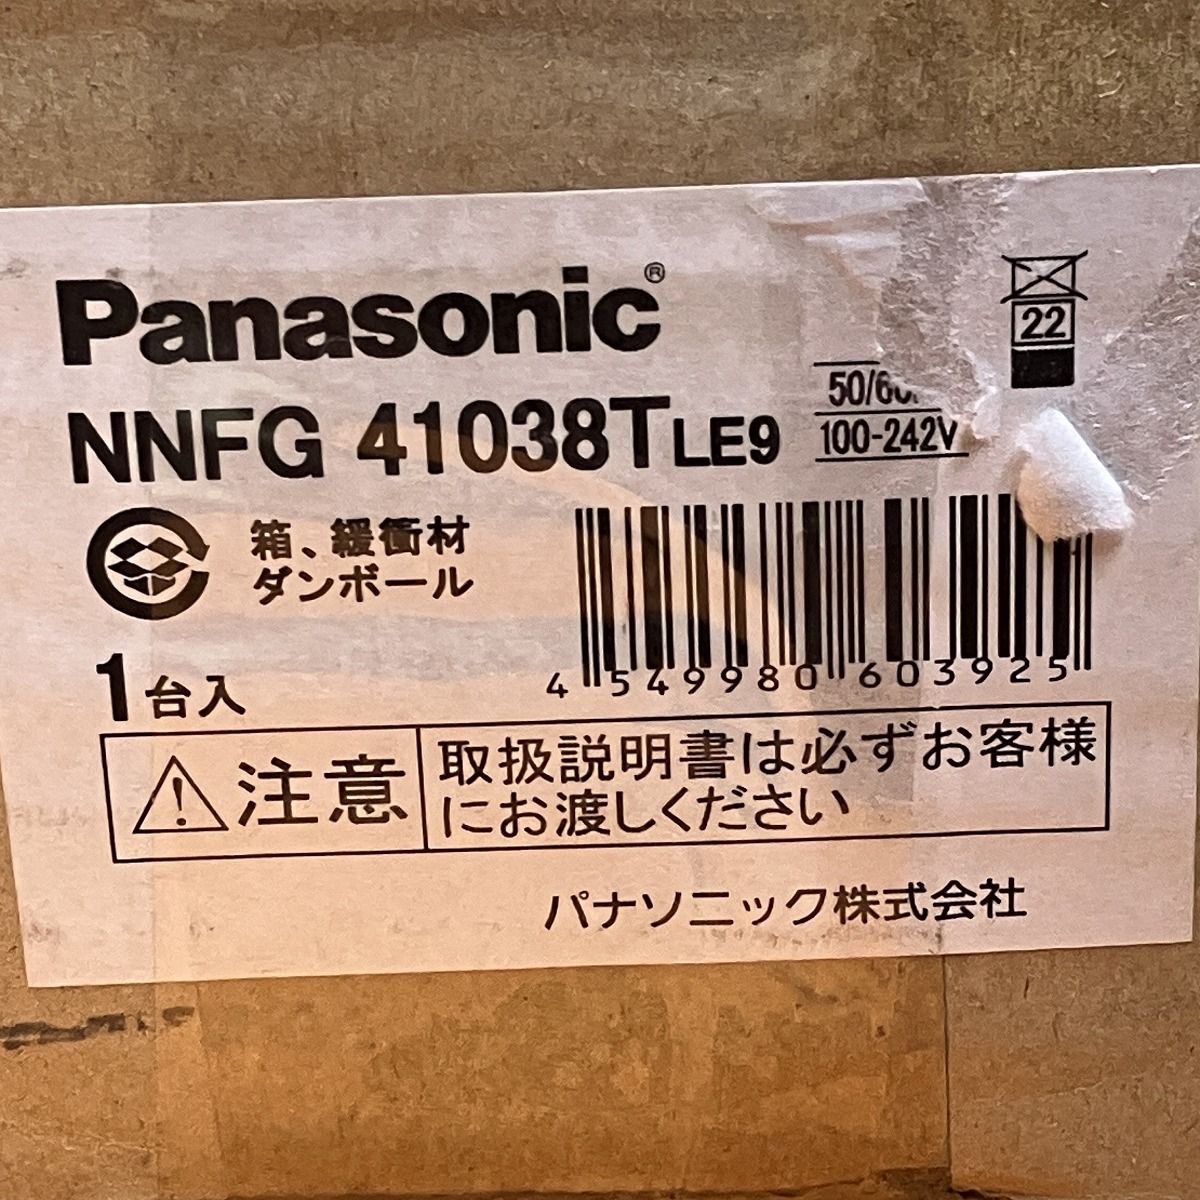 Panasonic®
22
NNFG 41038TLE9
50/60
100-242V
箱、緩衝材
ダンボール
1台入
4 549980 603925
注意
取扱説明書は必ずお客様
にお渡しください
パナソニック株式会社